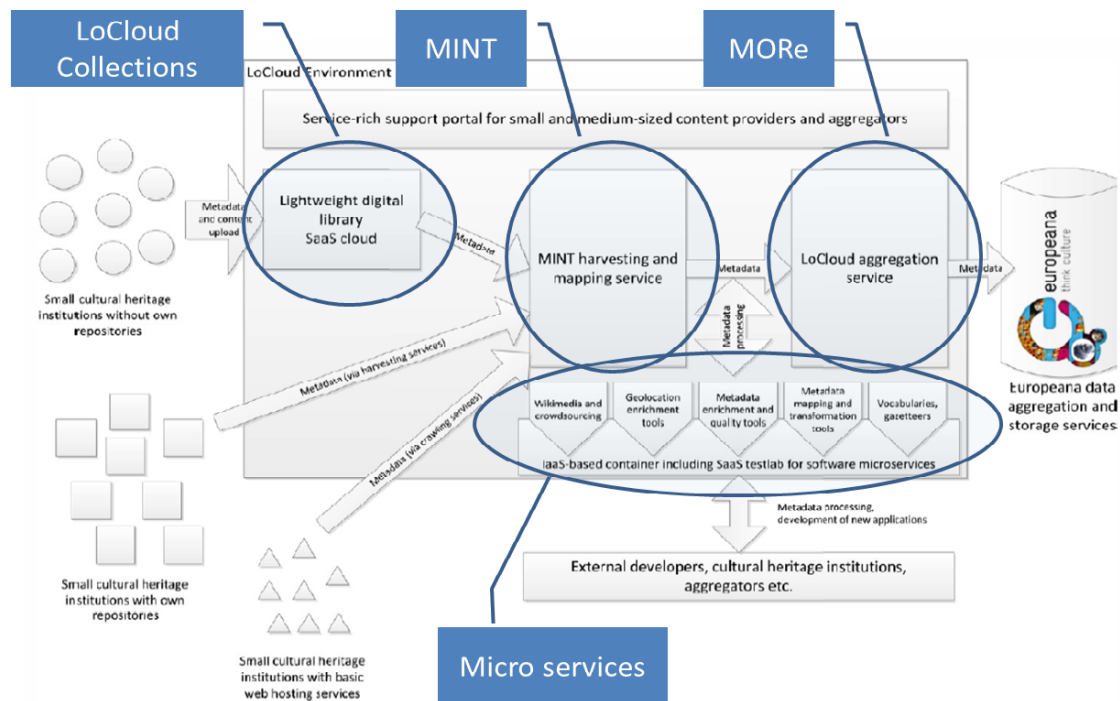 LoCloud
Collections
MINT
MORe
LoCloud Environment
Service-rich support portal for small and medium-sized content providers and aggregators
Metadata
and content
upload
Lightweight digital
library
SaaS cloud
Metadata
MINT harvesting and
mapping service
Metadata
LoCloud aggregation
service
Metadata
europeana
think culture
Small cultural heritage
institutions without own
repositories
Metadata
processing
Metadata (via harvesting services)
Metadata (via crawling services)
Europeana data
aggregation and
storage services
Wikimedia and
crowdsourcing
Geolocation
enrichment
tools
Metadata
enrichment and
quality tools
Metadata
mapping and
transformation
tools
Vocabularies,
gazetteers
IaaS-based container including SaaS testlab for software microservices
Metadata processing,
development of new applications
External developers, cultural heritage institutions,
aggregators etc.
Small cultural heritage
institutions with own
repositories
Small cultural heritage
institutions with basic
web hosting services
Micro services